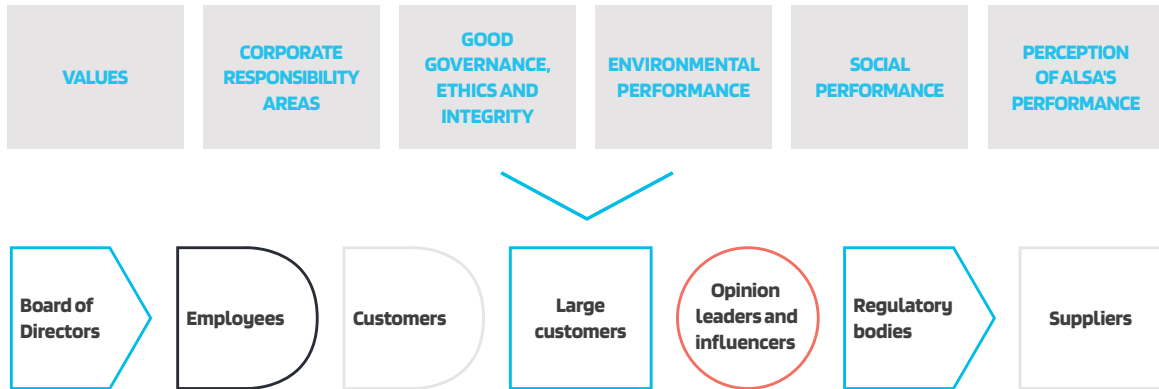 VALUES
CORPORATE
RESPONSIBILITY
AREAS
GOOD
GOVERNANCE,
ETHICS AND
INTEGRITY
ENVIRONMENTAL
PERFORMANCE
SOCIAL
PERFORMANCE
PERCEPTION
OF ALSA'S
PERFORMANCE
Board of
Directors
Employees
Customers
Large
customers
Opinion
leaders and
influencers
Regulatory
bodies
Suppliers